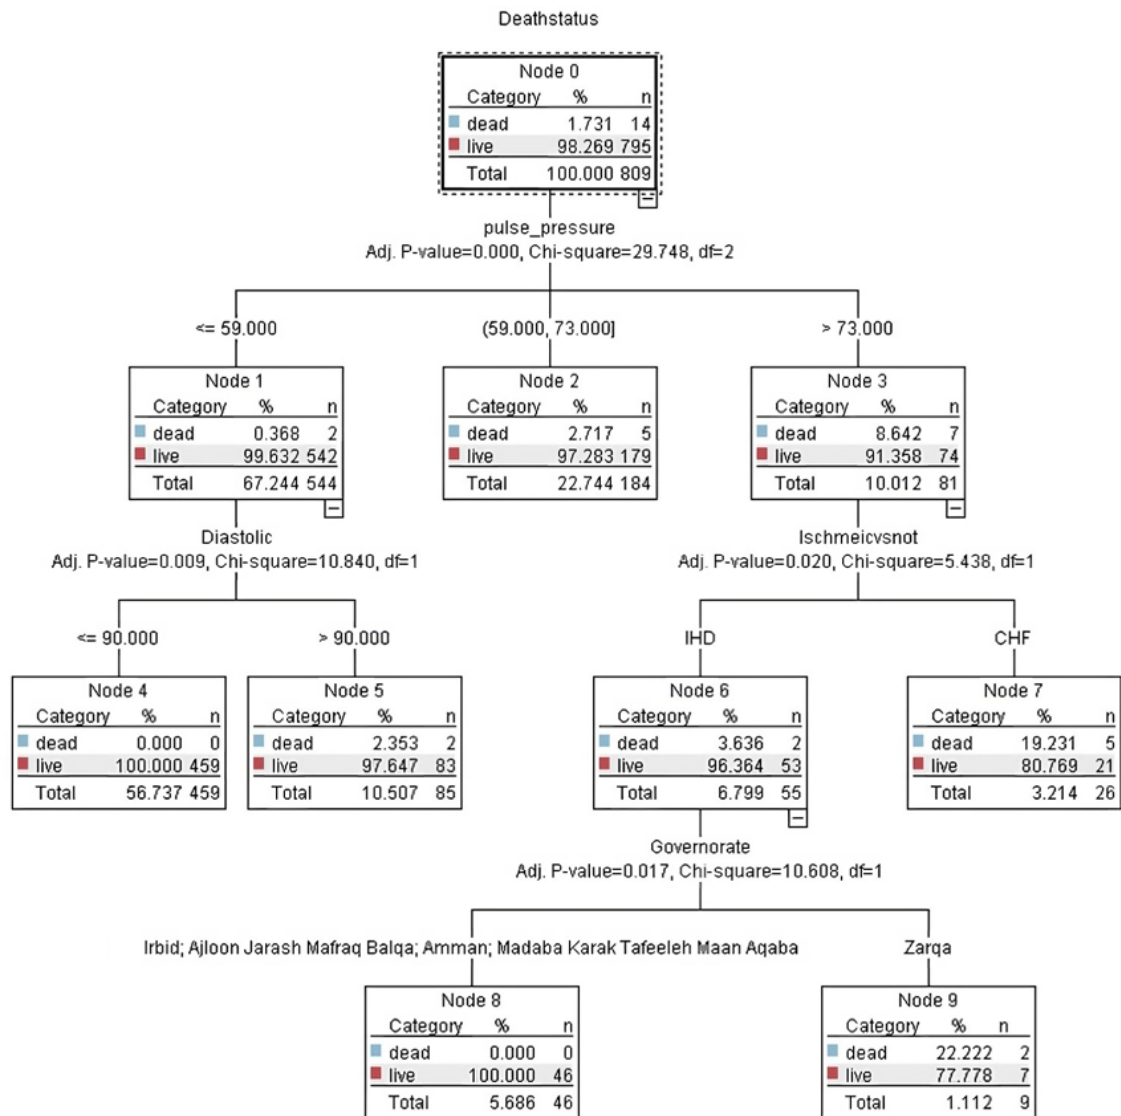 Deathstatus
Node 0
Category % n
dead 1.731 14
live 98.269 795
Total 100.000 809
pulse_pressure
Adj. P-value=0.000, Chi-square=29.748, df=2
<= 59.000
(59.000, 73.000]
> 73.000
Node 1
Category % n
dead 0.368 2
live 99.632 542
Total 67.244 544
Node 2
Category % n
dead 2.717 5
live 97.283 179
Total 22.744 184
Node 3
Category % n
dead 8.642 7
live 91.358 74
Total 10.012 81
Diastolic
Adj. P-value=0.009, Chi-square=10.840, df=1
Ischmeicvsnot
Adj. P-value=0.020, Chi-square=5.438, df=1
<= 90.000
> 90.000
IHD
CHF
Node 4
Category % n
dead 0.000 0
live 100.000 459
Total 56.737 459
Node 5
Category % n
dead 2.353 2
live 97.647 83
Total 10.507 85
Node 6
Category % n
dead 3.636 2
live 96.364 53
Total 6.799 55
Node 7
Category % n
dead 19.231 5
live 80.769 21
Total 3.214 26
Governorate
Adj. P-value=0.017, Chi-square=10.608, df=1
Irbid; Ajloon Jarash Mafraq Balqa; Amman; Madaba Karak Tafeeleh Maan Aqaba
Zarqa
Node 8
Category % n
dead 0.000 0
live 100.000 46
Total 5.686 46
Node 9
Category % n
dead 22.222 2
live 77.778 7
Total 1.112 9